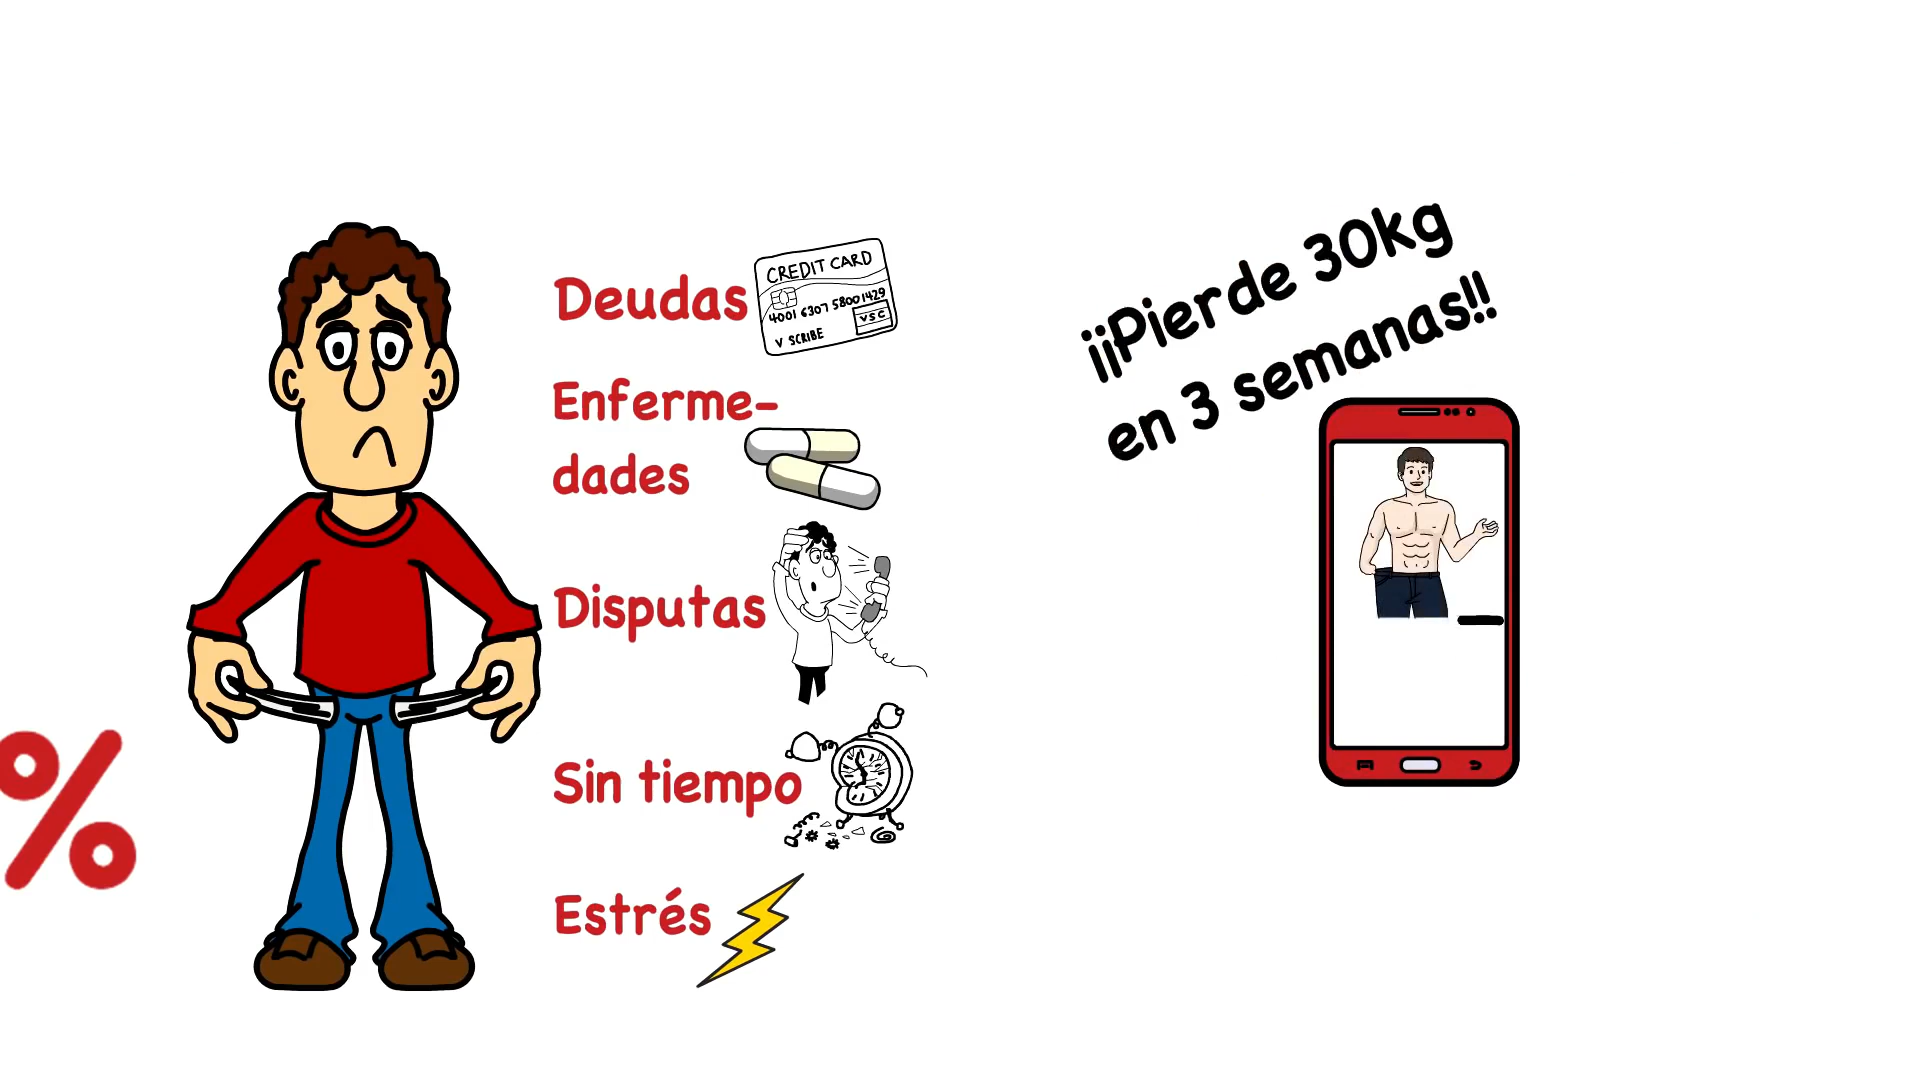 Deudas
CREDIT CARD
4001 6307 5800 1429
VSC
V SCRIBE
Enferme-
dades
Disputas
Sin tiempo
Estrés
%
¡¡Pierde 30kg
en 3 semanas!!